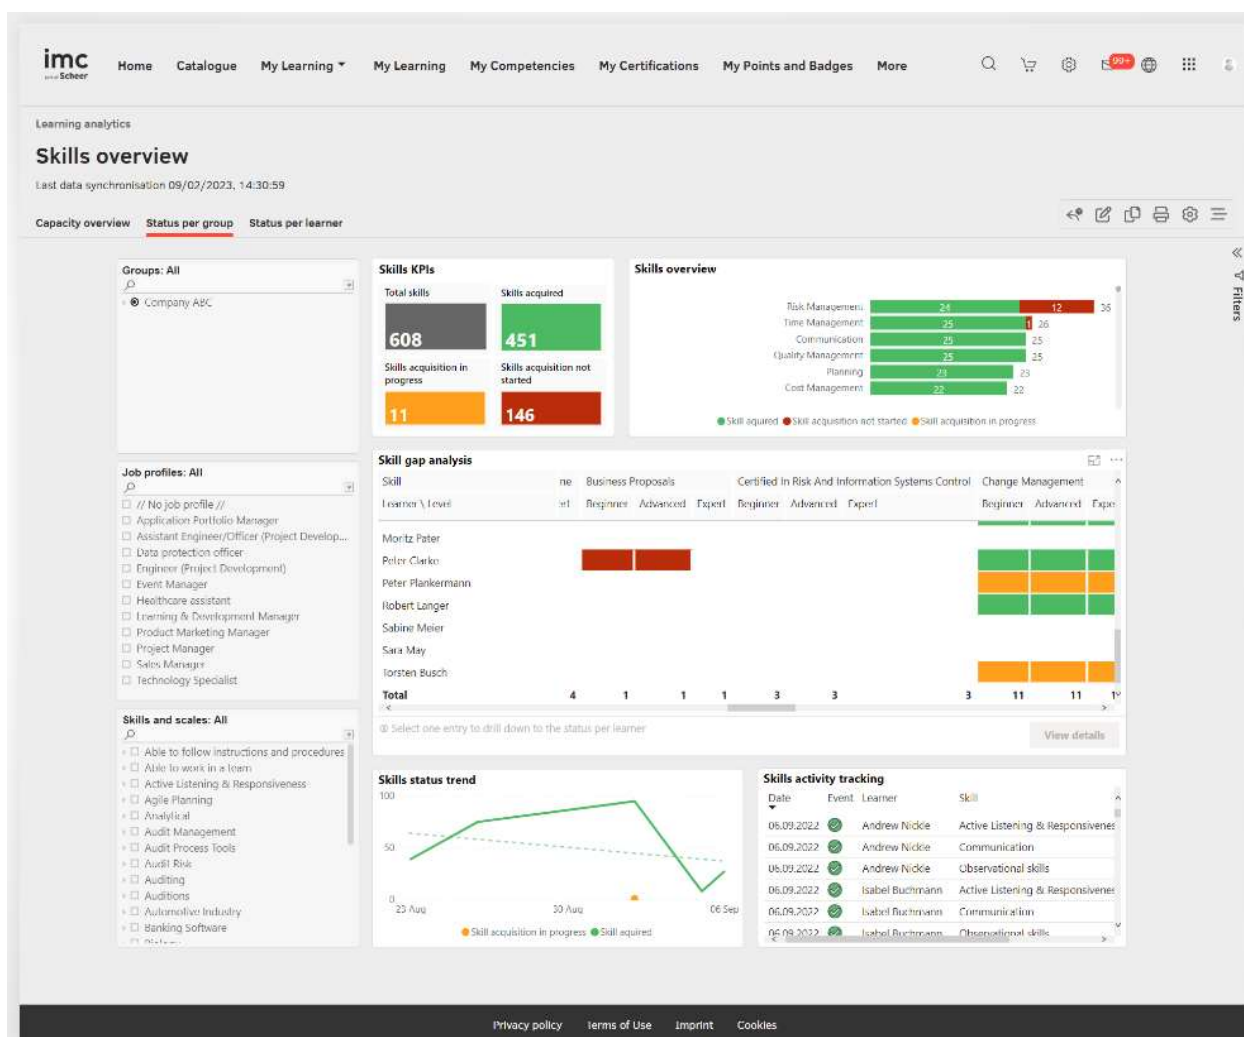 imc
Scheer
Home Catalogue My Learning My Learning My Competencies My Certifications My Points and Badges More 99+
Learning analytics
Skills overview
Last data synchronisation 09/02/2023, 14:30:59
Capacity overview Status per group Status per learner
Filters
Groups: All
Company ABC
Skills KPIs
Total skills Skills acquired
608 451
Skills acquisition in progress Skills acquisition not started
11 146
Skills overview
Risk Management 24 12 36
Time Management 25 1 26
Communication 25 25
Quality Management 25 25
Planning 23 23
Cost Management 22 22
Skill aquired Skill acquisition not started Skill acquisition in progress
Job profiles: All
// No job profile //
Application Portfolio Manager
Assistant Engineer/Officer (Project Develop...
Data protection officer
Engineer (Project Development)
Event Manager
Healthcare assistant
Learning & Development Manager
Product Marketing Manager
Project Manager
Sales Manager
Technology Specialist
Skill gap analysis
Skill ne Business Proposals Certified In Risk And Information Systems Control Change Management
Learner \ Level ert Beginner Advanced Expert Beginner Advanced Expert Beginner Advanced Expe
Moritz Pater
Peter Clarke
Peter Plankermann
Robert Langer
Sabine Meier
Sara May
Torsten Busch
Total 4 1 1 1 3 3 3 11 11 1
Select one entry to drill down to the status per learner
View details
Skills and scales: All
Able to follow instructions and procedures
Able to work in a team
Active Listening & Responsiveness
Agile Planning
Analytical
Audit Management
Audit Process Tools
Audit Risk
Auditing
Auditions
Automotive Industry
Banking Software
Skills status trend
100
50
0
23 Aug 30 Aug 06 Sep
Skill acquisition in progress Skill aquired
Skills activity tracking
Date Event Learner Skill
06.09.2022 Andrew Nickle Active Listening & Responsivenes
06.09.2022 Andrew Nickle Communication
06.09.2022 Andrew Nickle Observational skills
06.09.2022 Isabel Buchmann Active Listening & Responsivenes
06.09.2022 Isabel Buchmann Communication
06.09.2022 Isabel Buchmann Observational skills
Privacy policy Terms of Use Imprint Cookies